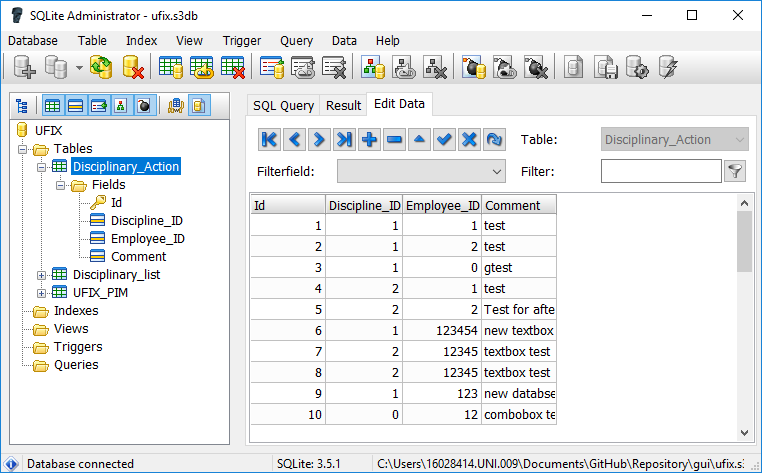 SQLite Administrator - ufix.s3db
Database Table Index View Trigger Query Data Help
SQL Query Result Edit Data
UFIX
Tables
Disciplinary_Action
Fields
Id
Discipline_ID
Employee_ID
Comment
Disciplinary_list
UFIX_PIM
Indexes
Views
Triggers
Queries
Table: Disciplinary_Action
Filterfield: Filter:
Id Discipline_ID Employee_ID Comment
1 1 1 test
2 1 2 test
3 1 0 gtest
4 2 1 test
5 2 2 Test for afte
6 1 123454 new textbox
7 2 12345 textbox test
8 2 12345 textbox test
9 1 123 new databse
10 0 12 combobox te
Database connected SQLite: 3.5.1 C:\Users\16028414.UNI.009\Documents\GitHub\Repository\gui\ufix.s3